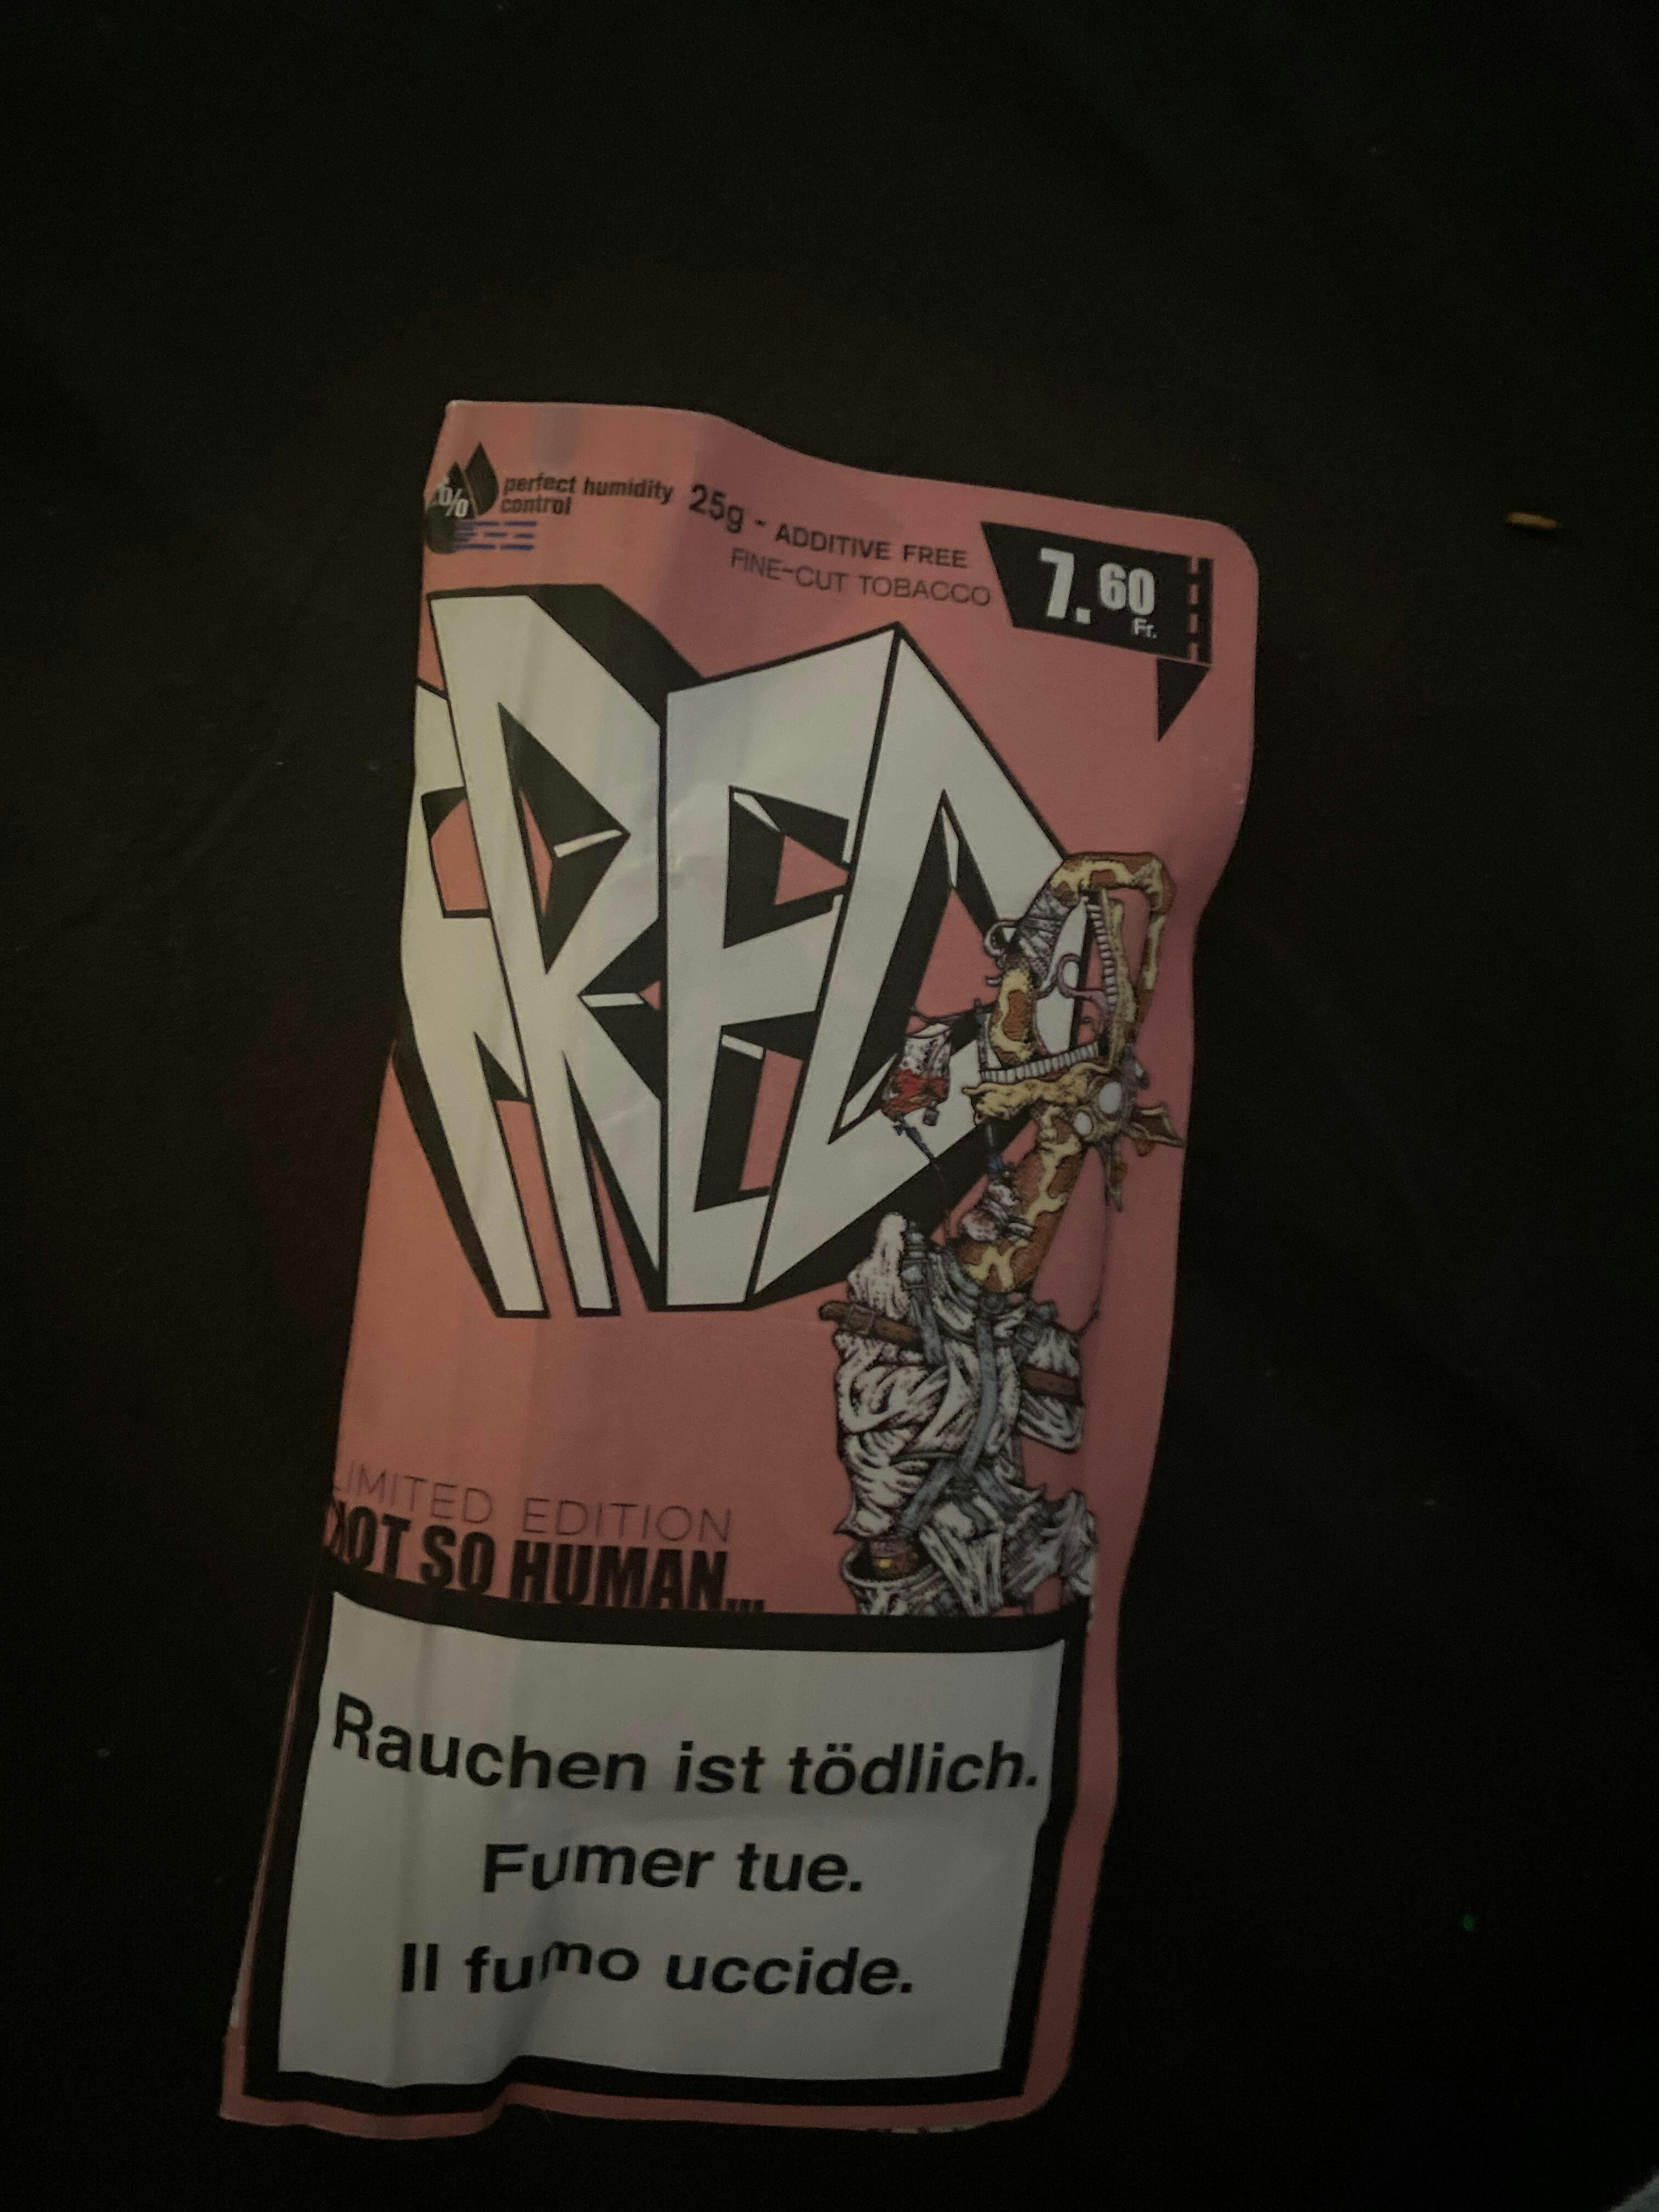 %
perfect humidity
control
25g - ADDITIVE FREE
FINE-CUT TOBACCO
7.60
Fr.
FRED
LIMITED EDITION
NOT SO HUMAN...
Rauchen ist tödlich.
Fumer tue.
Il fumo uccide.